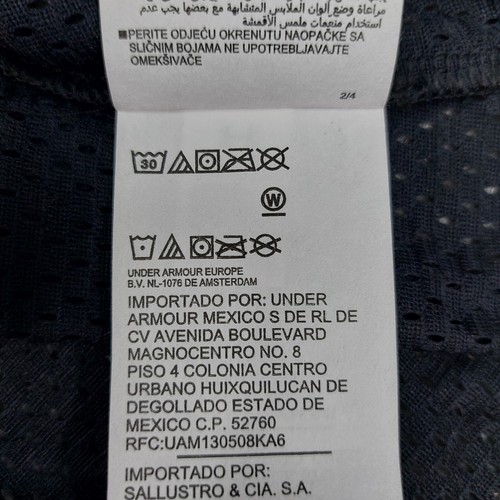 مراعاة وضع ألوان الملابس المتشابهة مع بعضها يجب عدم
استخدام منعمات ملمس الأقمشة
■PERITE ODJEĆU OKRENUTU NAOPAČKE SA
SLIČNIM BOJAMA NE UPOTREBLJAVAJTE
OMEKŠIVAČE
2/4
30
W
UNDER ARMOUR EUROPE
B.V. NL-1076 DE AMSTERDAM
IMPORTADO POR: UNDER
ARMOUR MEXICO S DE RL DE
CV AVENIDA BOULEVARD
MAGNOCENTRO NO. 8
PISO 4 COLONIA CENTRO
URBANO HUIXQUILUCAN DE
DEGOLLADO ESTADO DE
MEXICO C.P. 52760
RFC:UAM130508KA6
IMPORTADO POR:
SALLUSTRO & CIA. S.A.